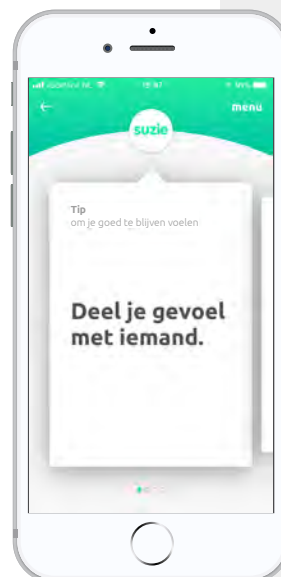 menu
suzie
Tip
om je goed te blijven voelen
Deel je gevoel
met iemand.